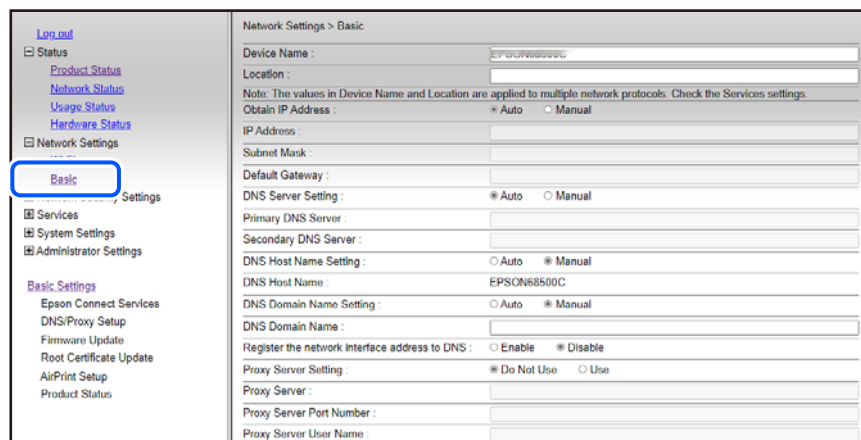 Log out
Status
Product Status
Network Status
Usage Status
Hardware Status
Network Settings
Basic
Settings
Services
System Settings
Administrator Settings
Basic Settings
Epson Connect Services
DNS/Proxy Setup
Firmware Update
Root Certificate Update
AirPrint Setup
Product Status
Network Settings > Basic
Device Name :
Location :
Note: The values in Device Name and Location are applied to multiple network protocols. Check the Services settings.
Obtain IP Address : Auto Manual
IP Address :
Subnet Mask :
Default Gateway :
DNS Server Setting : Auto Manual
Primary DNS Server :
Secondary DNS Server :
DNS Host Name Setting : Auto Manual
DNS Host Name : EPSON68500C
DNS Domain Name Setting : Auto Manual
DNS Domain Name :
Register the network interface address to DNS : Enable Disable
Proxy Server Setting : Do Not Use Use
Proxy Server :
Proxy Server Port Number :
Proxy Server User Name :